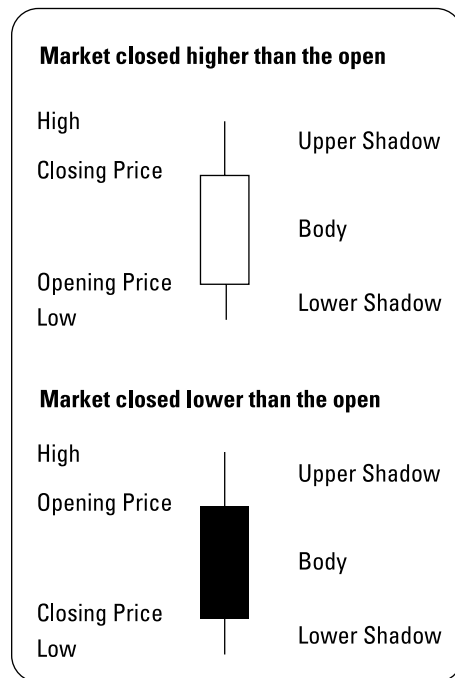 Market closed higher than the open
High
Upper Shadow
Closing Price
Body
Opening Price
Lower Shadow
Low
Market closed lower than the open
High
Upper Shadow
Opening Price
Body
Closing Price
Lower Shadow
Low